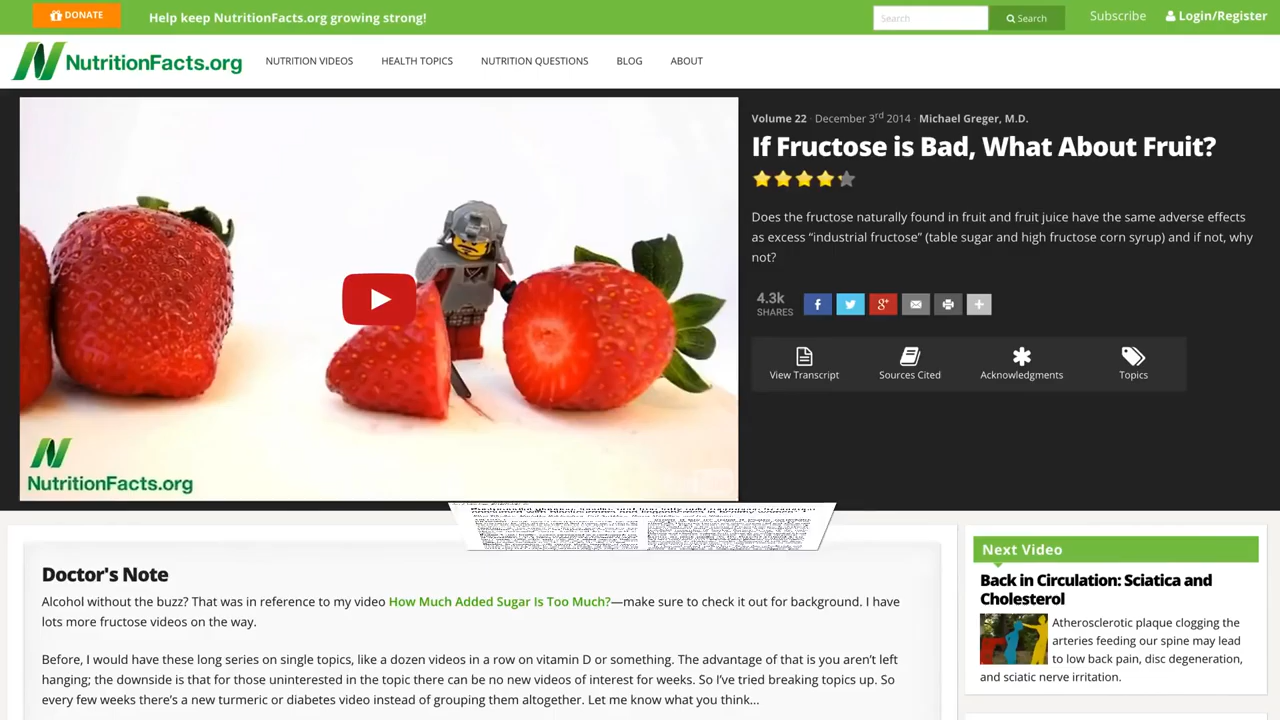 DONATE
Help keep NutritionFacts.org growing strong!
Search
Search
Subscribe
Login/Register
NutritionFacts.org
NUTRITION VIDEOS
HEALTH TOPICS
NUTRITION QUESTIONS
BLOG
ABOUT
Volume 22 · December 3rd 2014 · Michael Greger, M.D.
If Fructose is Bad, What About Fruit?
Does the fructose naturally found in fruit and fruit juice have the same adverse effects
as excess “industrial fructose” (table sugar and high fructose corn syrup) and if not, why
not?
4.3k
SHARES
View Transcript
Sources Cited
Acknowledgments
Topics
NutritionFacts.org
Doctor's Note
Alcohol without the buzz? That was in reference to my video How Much Added Sugar Is Too Much?—make sure to check it out for background. I have
lots more fructose videos on the way.
Before, I would have these long series on single topics, like a dozen videos in a row on vitamin D or something. The advantage of that is you aren’t left
hanging; the downside is that for those uninterested in the topic there can be no new videos of interest for weeks. So I’ve tried breaking topics up. So
every few weeks there’s a new turmeric or diabetes video instead of grouping them altogether. Let me know what you think...
Next Video
Back in Circulation: Sciatica and
Cholesterol
Atherosclerotic plaque clogging the
arteries feeding our spine may lead
to low back pain, disc degeneration,
and sciatic nerve irritation.